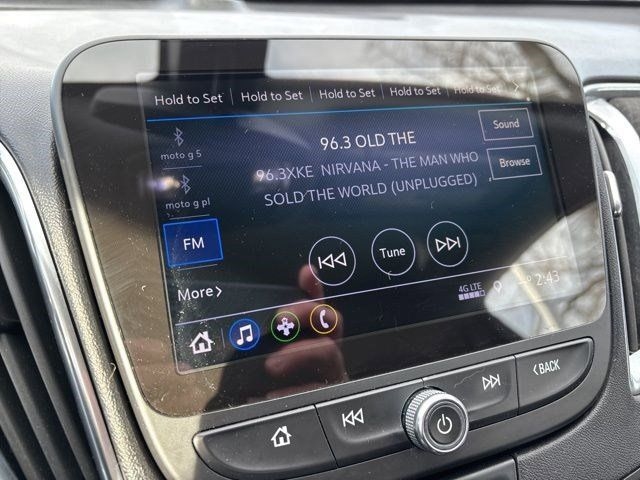 Hold to Set Hold to Set Hold to Set Hold to Set Hold to Set
moto g 5
moto g pl
FM
More
96.3 OLD THE
96.3XKE NIRVANA - THE MAN WHO
SOLD THE WORLD (UNPLUGGED)
Sound
Browse
Tune
4G LTE
2:43
BACK